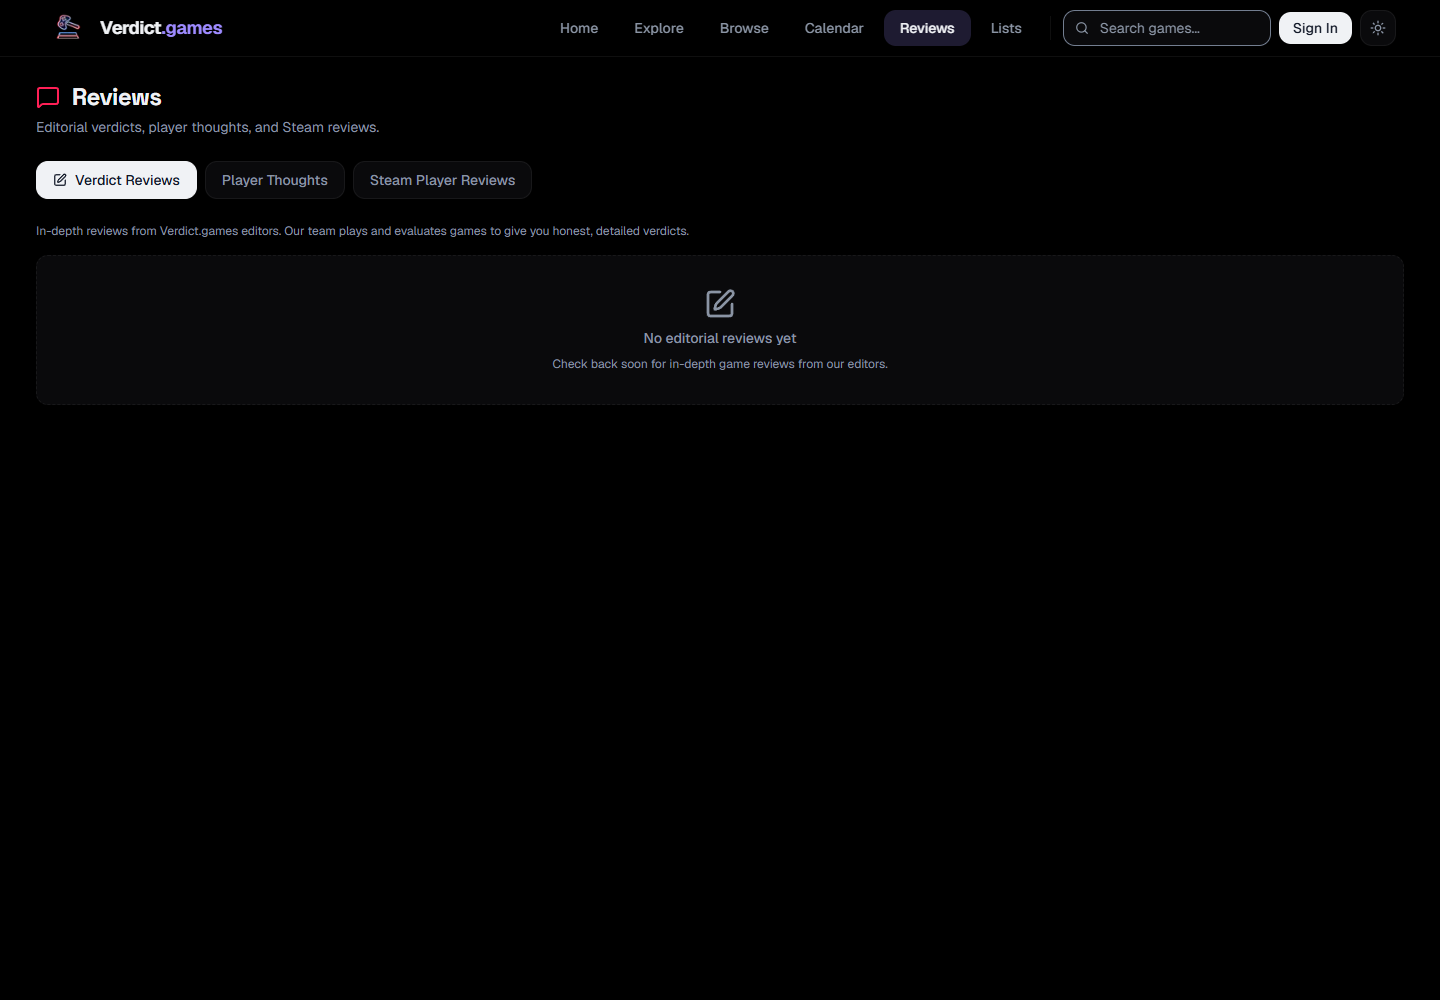 Verdict.games
Home
Explore
Browse
Calendar
Reviews
Lists
Search games...
Sign In
Reviews
Editorial verdicts, player thoughts, and Steam reviews.
Verdict Reviews
Player Thoughts
Steam Player Reviews
In-depth reviews from Verdict.games editors. Our team plays and evaluates games to give you honest, detailed verdicts.
No editorial reviews yet
Check back soon for in-depth game reviews from our editors.